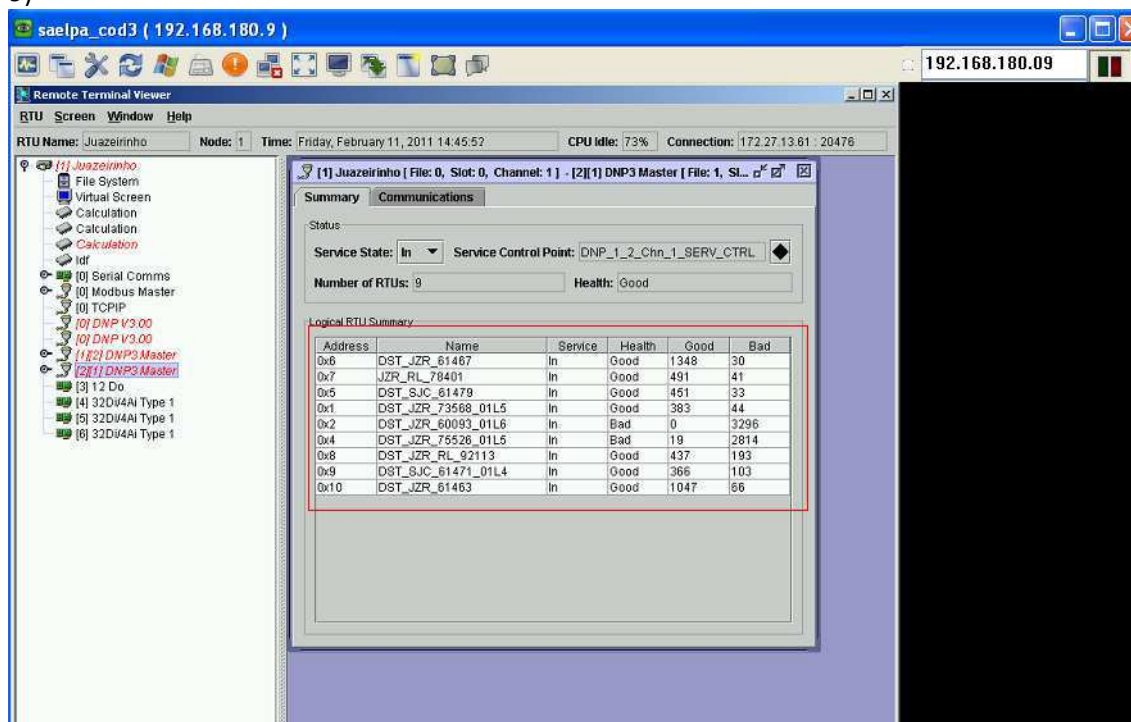 saelpa_cod3 ( 192.168.180.9 )
192.168.180.09
Remote Terminal Viewer
RTU Screen Window Help
RTU Name: Juazeirinho Node: 1 Time: Friday, February 11, 2011 14:45:52 CPU Idle: 73% Connection: 172.27.13.61 : 20476
[1] Juazeirinho
File System
Virtual Screen
Calculation
Calculation
Calculation
Idf
[0] Serial Comms
[0] Modbus Master
[0] TCPIP
[0] DNP V3.00
[0] DNP V3.00
[1][2] DNP3 Master
[2][1] DNP3 Master
[3] 12 Do
[4] 32Di/4Ai Type 1
[5] 32Di/4Ai Type 1
[6] 32Di/4Ai Type 1
[1] Juazeirinho [ File: 0, Slot: 0, Channel: 1 ] - [2][1] DNP3 Master [ File: 1, Sl...
Summary Communications
Status
Service State: In Service Control Point: DNP_1_2_Chn_1_SERV_CTRL
Number of RTUs: 9 Health: Good
Logical RTU Summary
Address Name Service Health Good Bad
0x6 DST_JZR_61467 In Good 1348 30
0x7 JZR_RL_78401 In Good 491 41
0x5 DST_SJC_61479 In Good 451 33
0x1 DST_JZR_73568_01L5 In Good 383 44
0x2 DST_JZR_60093_01L6 In Bad 0 3296
0x4 DST_JZR_75526_01L5 In Bad 19 2814
0x8 DST_JZR_RL_92113 In Good 437 193
0x9 DST_SJC_61471_01L4 In Good 366 103
0x10 DST_JZR_61463 In Good 1047 66